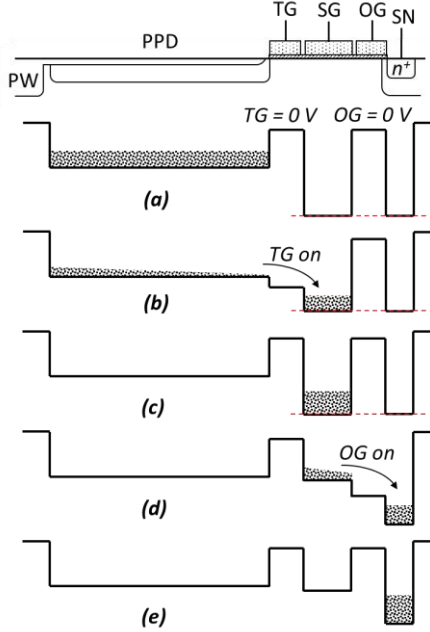 TG SG OG SN
PPD
PW
n+
TG = 0 V OG = 0 V
(a)
TG on
(b)
(c)
OG on
(d)
(e)